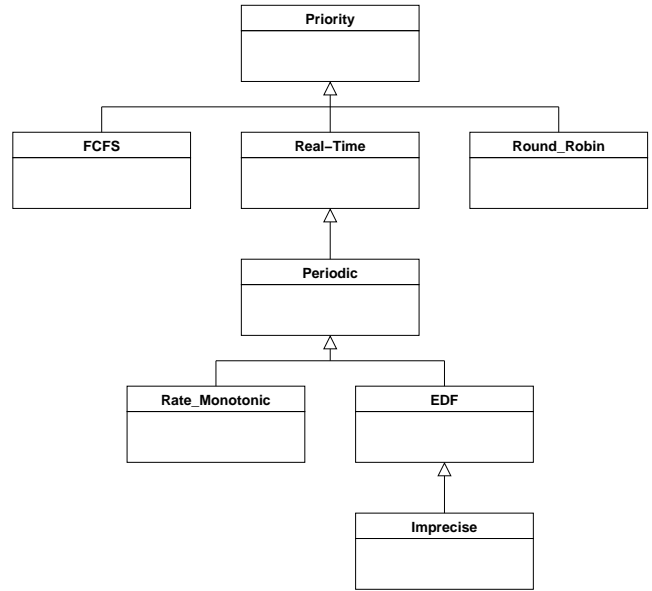 Priority
FCFS
Real−Time
Round_Robin
Periodic
Rate_Monotonic
EDF
Imprecise